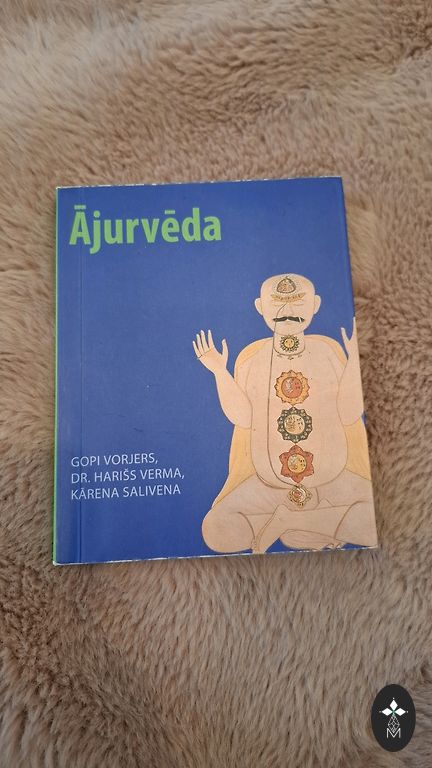 Ājurvēda
GOPI VORJERS,
DR. HARIŠS VERMA,
KĀRENA SALIVENA
M